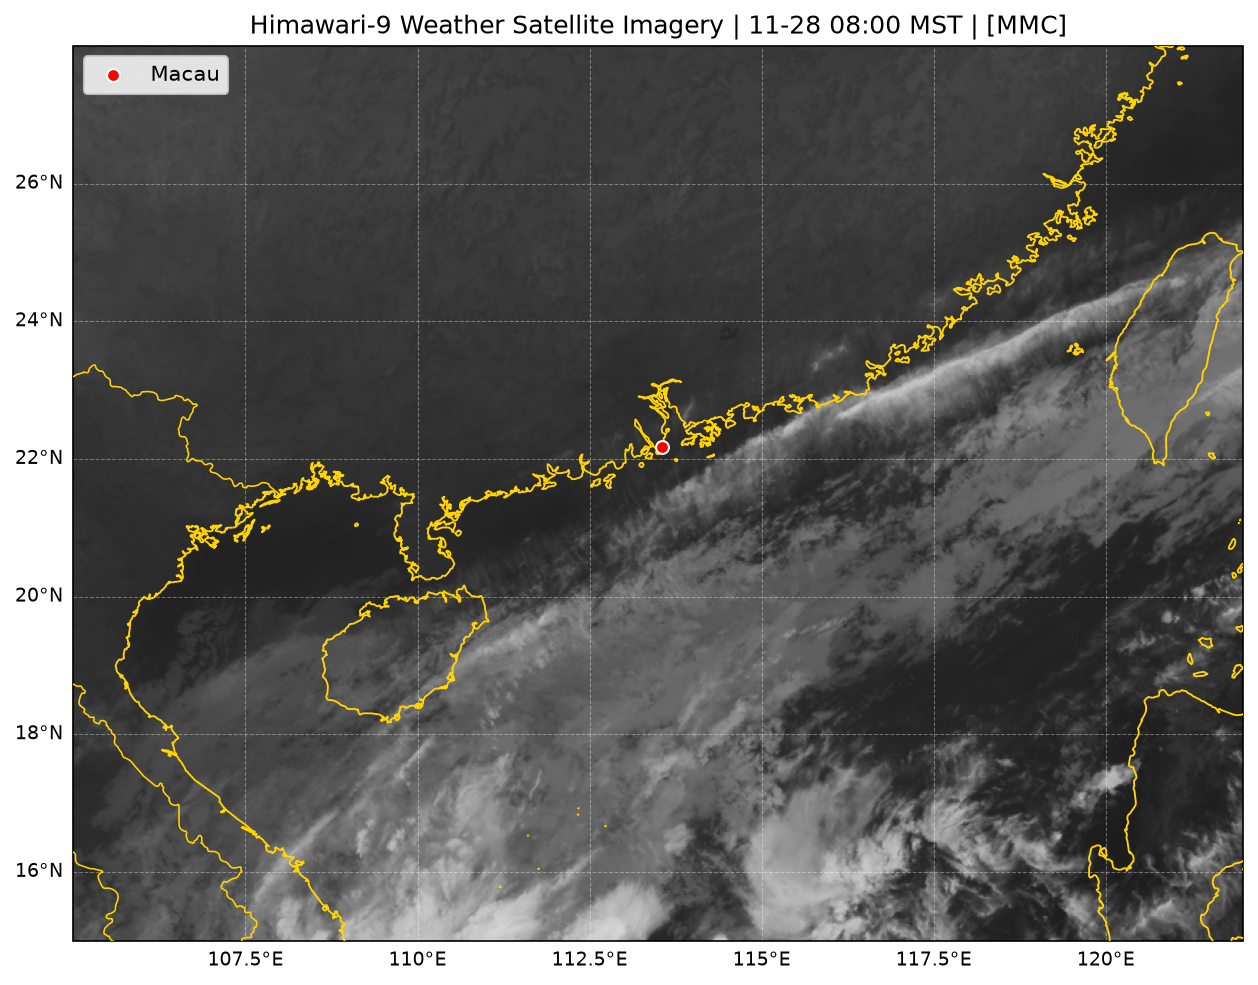 Himawari-9 Weather Satellite Imagery | 11-28 08:00 MST | [MMC]
Macau
26°N
24°N
22°N
20°N
18°N
16°N
107.5°E 110°E 112.5°E 115°E 117.5°E 120°E